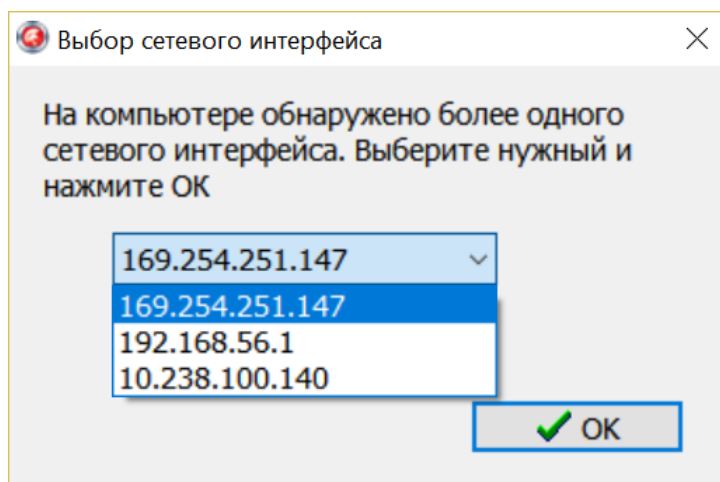 Выбор сетевого интерфейса
На компьютере обнаружено более одного
сетевого интерфейса. Выберите нужный и
нажмите ОК
169.254.251.147
169.254.251.147
192.168.56.1
10.238.100.140
ОК